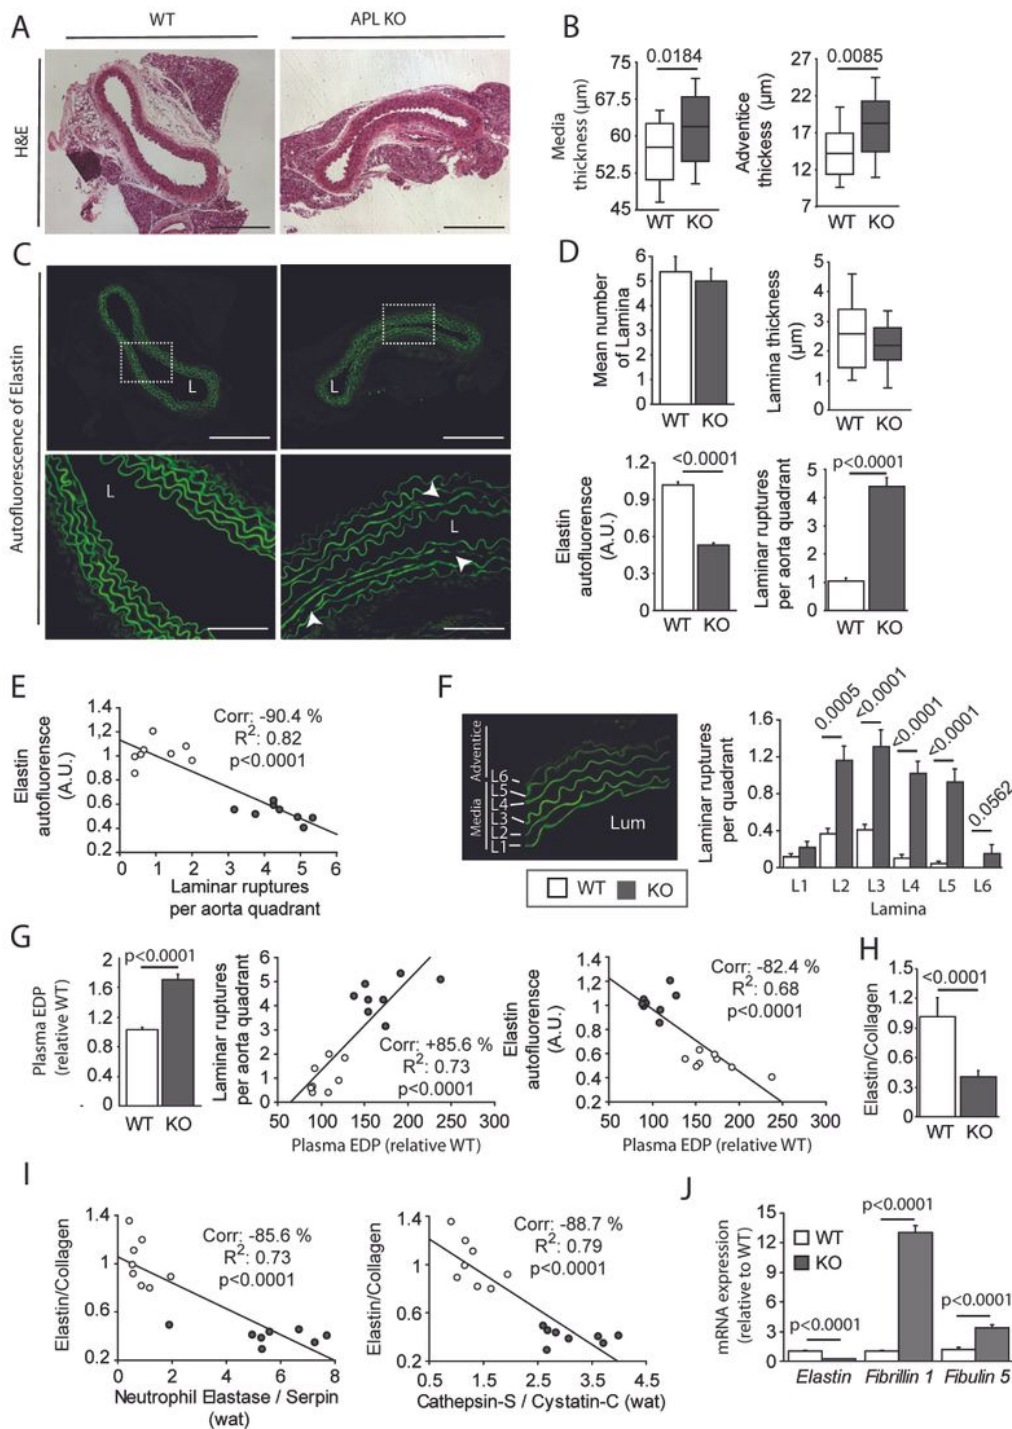 A
WT
APL KO
H&E
B
Media
thickness (µm)
75
67.5
60
52.5
45
0.0184
WT KO
Adventice
thickess (µm)
27
22
17
12
7
0.0085
WT KO
C
Autofluorescence of Elastin
L
L
L
L
D
Mean number
of Lamina
6
5
4
3
2
1
0
WT KO
Lamina thickness
(µm)
5
4
3
2
1
0
WT KO
Elastin
autofluorensce
(A.U.)
1.2
0.9
0.6
0.3
0
<0.0001
WT KO
Laminar ruptures
per aorta quadrant
5
4
3
2
1
0
p<0.0001
WT KO
E
Elastin
autofluorensce
(A.U.)
1.4
1.2
1
0.8
0.6
0.4
0.2
Corr: -90.4 %
R²: 0.82
p<0.0001
0 1 2 3 4 5 6
Laminar ruptures
per aorta quadrant
F
Adventice
Media
L6
L5
L4
L3
L2
L1
Lum
WT KO
Laminar ruptures
per quadrant
1.6
1.2
0.8
0.4
0
0.0005
<0.0001
<0.0001
<0.0001
0.0562
L1 L2 L3 L4 L5 L6
Lamina
G
Plasma EDP
(relative WT)
2
1.6
1.2
0.8
0.4
0
p<0.0001
WT KO
Laminar ruptures
per aorta quadrant
6
5
4
3
2
1
0
Corr: +85.6 %
R²: 0.73
p<0.0001
50 100 150 200 250 300
Plasma EDP (relative WT)
Elastin
autofluorensce
(A.U.)
1.4
1.2
1
0.8
0.6
0.4
0.2
Corr: -82.4 %
R²: 0.68
p<0.0001
50 100 150 200 250 300
Plasma EDP (relative WT)
H
Elastin/Collagen
1.5
1.2
0.9
0.6
0.3
0
<0.0001
WT KO
I
Elastin/Collagen
1.4
1
0.6
0.2
Corr: -85.6 %
R²: 0.73
p<0.0001
0 2 4 6 8
Neutrophil Elastase / Serpin
(wat)
Elastin/Collagen
1.4
1
0.6
0.2
Corr: -88.7 %
R²: 0.79
p<0.0001
0.5 1.5 2.5 3.5 4.5
Cathepsin-S / Cystatin-C (wat)
J
mRNA expression
(relative to WT)
15
12
9
6
3
0
WT
KO
p<0.0001
p<0.0001
p<0.0001
Elastin Fibrillin 1 Fibulin 5